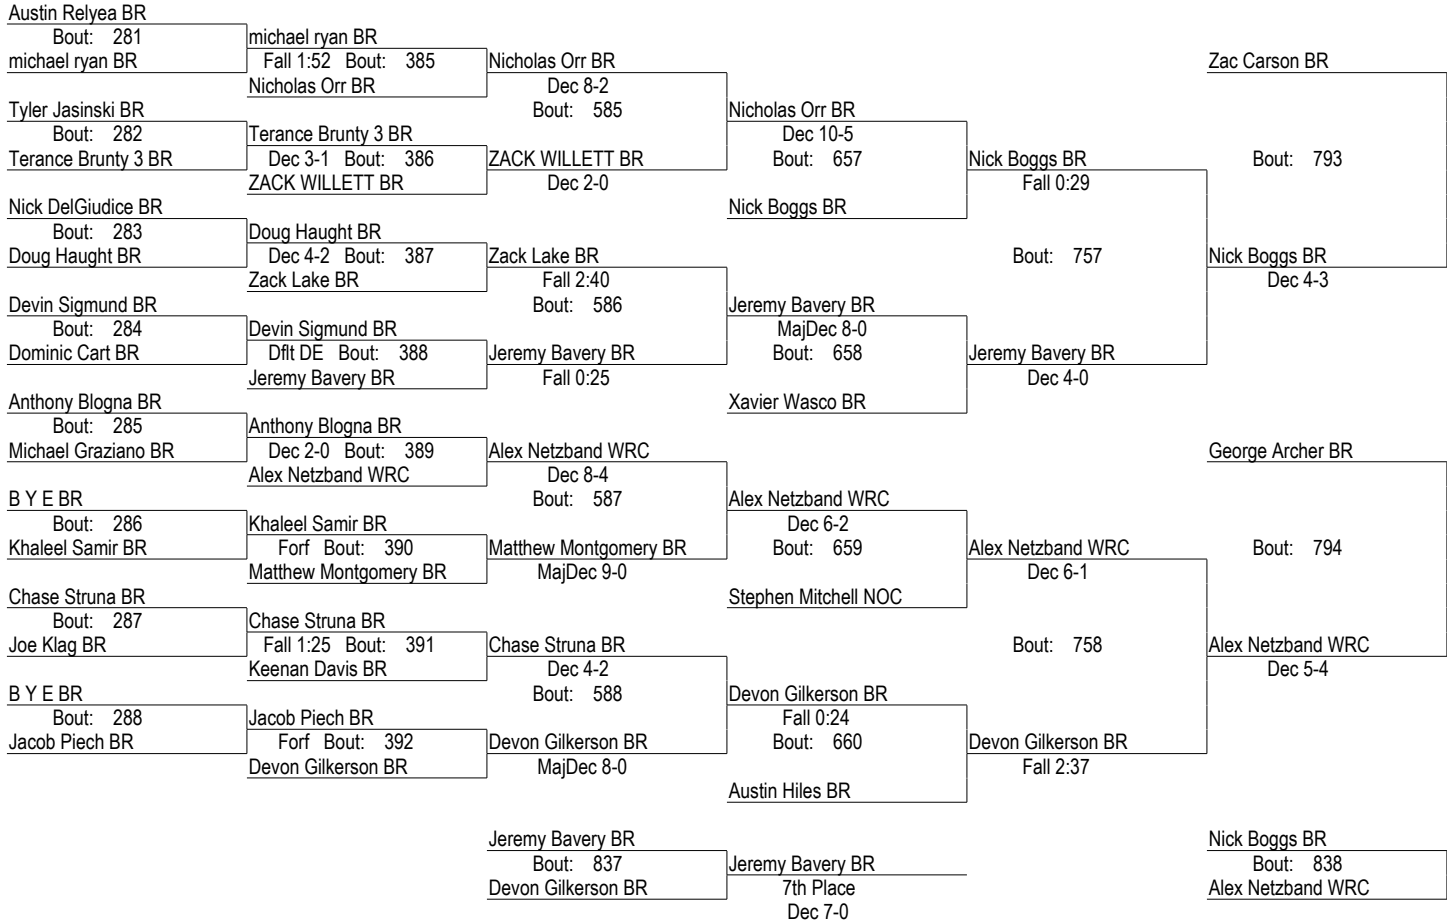 Austin Relyea BR
Bout: 281
michael ryan BR
Tyler Jasinski BR
Bout: 282
Terance Brunty 3 BR
Nick DelGiudice BR
Bout: 283
Doug Haught BR
Devin Sigmund BR
Bout: 284
Dominic Cart BR
Anthony Blogna BR
Bout: 285
Michael Graziano BR
B Y E BR
Bout: 286
Khaleel Samir BR
Chase Struna BR
Bout: 287
Joe Klag BR
B Y E BR
Bout: 288
Jacob Piech BR
michael ryan BR
Fall 1:52 Bout: 385
Nicholas Orr BR
Terance Brunty 3 BR
Dec 3-1 Bout: 386
ZACK WILLETT BR
Doug Haught BR
Dec 4-2 Bout: 387
Zack Lake BR
Devin Sigmund BR
Dflt DE Bout: 388
Jeremy Bavery BR
Anthony Blogna BR
Dec 2-0 Bout: 389
Alex Netzband WRC
Khaleel Samir BR
Forf Bout: 390
Matthew Montgomery BR
Chase Struna BR
Fall 1:25 Bout: 391
Keenan Davis BR
Jacob Piech BR
Forf Bout: 392
Devon Gilkerson BR
Nicholas Orr BR
Dec 8-2
Bout: 585
ZACK WILLETT BR
Dec 2-0
Zack Lake BR
Fall 2:40
Bout: 586
Jeremy Bavery BR
Fall 0:25
Alex Netzband WRC
Dec 8-4
Bout: 587
Matthew Montgomery BR
MajDec 9-0
Chase Struna BR
Dec 4-2
Bout: 588
Devon Gilkerson BR
MajDec 8-0
Nicholas Orr BR
Dec 10-5
Bout: 657
Nick Boggs BR
Jeremy Bavery BR
MajDec 8-0
Bout: 658
Xavier Wasco BR
Alex Netzband WRC
Dec 6-2
Bout: 659
Stephen Mitchell NOC
Devon Gilkerson BR
Fall 0:24
Bout: 660
Austin Hiles BR
Nick Boggs BR
Fall 0:29
Bout: 757
Jeremy Bavery BR
Dec 4-0
Alex Netzband WRC
Dec 6-1
Bout: 758
Devon Gilkerson BR
Fall 2:37
Zac Carson BR
Bout: 793
Nick Boggs BR
Dec 4-3
George Archer BR
Bout: 794
Alex Netzband WRC
Dec 5-4
Jeremy Bavery BR
Bout: 837
Devon Gilkerson BR
Jeremy Bavery BR
7th Place
Dec 7-0
Nick Boggs BR
Bout: 838
Alex Netzband WRC